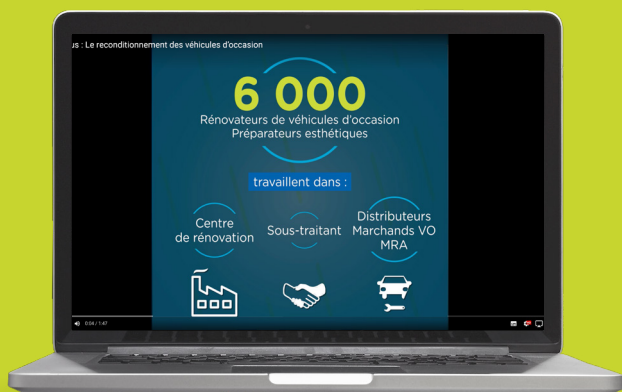 us : Le reconditionnement des véhicules d'occasion
6 000
Rénovateurs de véhicules d'occasion
Préparateurs esthétiques
travaillent dans :
Centre
de rénovation
Sous-traitant
Distributeurs
Marchands VO
MRA
0:04 / 1:47